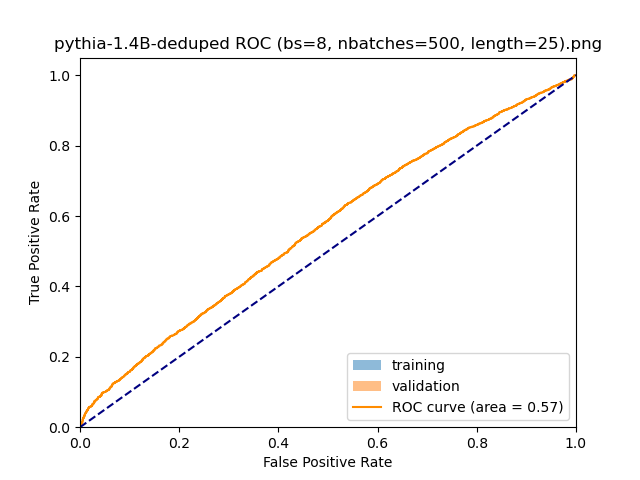 pythia-1.4B-deduped ROC (bs=8, nbatches=500, length=25).png
1.0
0.8
0.6
0.4
0.2
0.0
True Positive Rate
training
validation
ROC curve (area = 0.57)
0.0 0.2 0.4 0.6 0.8 1.0
False Positive Rate